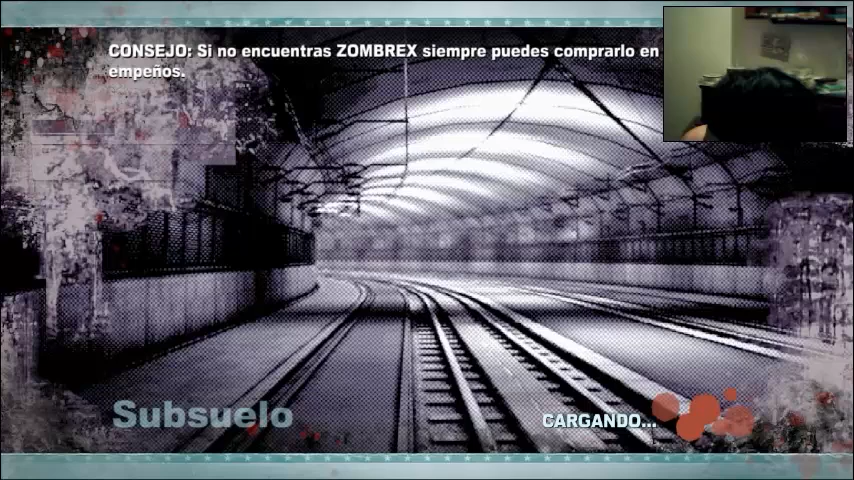 CONSEJO: Si no encuentras ZOMBREX siempre puedes comprarlo en
empeños.
Subsuelo
CARGANDO...